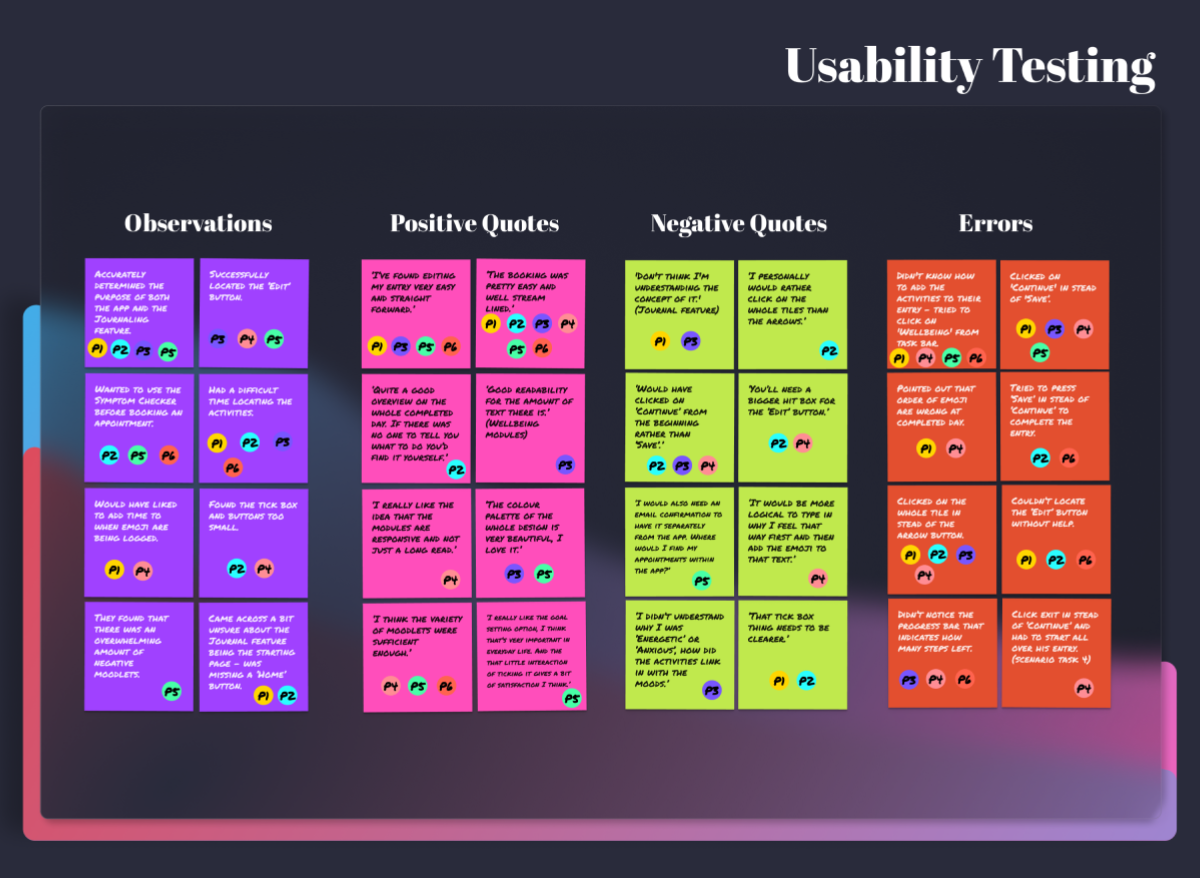 Usability Testing
Observations
ACCURATELY
DETERMINED THE
PURPOSE OF BOTH
THE APP AND THE
JOURNALING
FEATURE.
P1 P2 P3 P5
SUCCESSFULLY
LOCATED THE 'EDIT'
BUTTON.
P3 P4 P5
WANTED TO USE THE
SYMPTOM CHECKER
BEFORE BOOKING AN
APPOINTMENT.
P2 P5 P6
HAD A DIFFICULT
TIME LOCATING THE
ACTIVITIES.
P1 P2 P3
P6
WOULD HAVE LIKED
TO ADD TIME TO
WHEN EMOJI ARE
BEING LOGGED.
P1 P4
FOUND THE TICK BOX
AND BUTTONS TOO
SMALL.
P2 P4
THEY FOUND THAT
THERE WAS AN
OVERWHELMING
AMOUNT OF
NEGATIVE
MOODLETS.
P5
CAME ACROSS A BIT
UNSURE ABOUT THE
JOURNAL FEATURE
BEING THE STARTING
PAGE – WAS
MISSING A 'HOME'
BUTTON.
P1 P2
Positive Quotes
'I'VE FOUND EDITING
MY ENTRY VERY EASY
AND STRAIGHT
FORWARD.'
P1 P3 P5 P6
'THE BOOKING WAS
PRETTY EASY AND
WELL STREAM
LINED.'
P1 P2 P3 P4
P5 P6
'QUITE A GOOD
OVERVIEW ON THE
WHOLE COMPLETED
DAY. IF THERE WAS
NO ONE TO TELL YOU
WHAT TO DO YOU'D
FIND IT YOURSELF.'
P2
'GOOD READABILITY
FOR THE AMOUNT OF
TEXT THERE IS.'
(WELLBEING
MODULES)
P3
'I REALLY LIKE THE
IDEA THAT THE
MODULES ARE
RESPONSIVE AND NOT
JUST A LONG READ.'
P4
'THE COLOUR
PALETTE OF THE
WHOLE DESIGN IS
VERY BEAUTIFUL, I
LOVE IT.'
P3 P5
'I THINK THE VARIETY
OF MOODLETS WERE
SUFFICIENT
ENOUGH.'
P4 P5 P6
'I REALLY LIKE THE GOAL
SETTING OPTION, I THINK
THAT'S VERY IMPORTANT IN
EVERYDAY LIFE. AND THE
THAT LITTLE INTERACTION
OF TICKING IT GIVES A BIT
OF SATISFACTION I THINK.'
P5
Negative Quotes
'DON'T THINK I'M
UNDERSTANDING THE
CONCEPT OF IT.'
(JOURNAL FEATURE)
P1 P3
'I PERSONALLY
WOULD RATHER
CLICK ON THE
WHOLE TILES THAN
THE ARROWS.'
P2
'WOULD HAVE
CLICKED ON
'CONTINUE' FROM
THE BEGINNING
RATHER THAN
'SAVE'.'
P2 P3 P4
'YOU'LL NEED A
BIGGER HIT BOX FOR
THE 'EDIT' BUTTON.'
P2 P4
'I WOULD ALSO NEED AN
EMAIL CONFIRMATION TO
HAVE IT SEPARATELY
FROM THE APP. WHERE
WOULD I FIND MY
APPOINTMENTS WITHIN
THE APP?'
P5
'IT WOULD BE MORE
LOGICAL TO TYPE IN
WHY I FEEL THAT
WAY FIRST AND THEN
ADD THE EMOJI TO
THAT TEXT.'
P4
'I DIDN'T UNDERSTAND
WHY I WAS
'ENERGETIC' OR
'ANXIOUS', HOW DID
THE ACTIVITIES LINK
IN WITH THE
MOODS.'
P3
'THAT TICK BOX
THING NEEDS TO BE
CLEARER.'
P1 P2
Errors
DIDN'T KNOW HOW
TO ADD THE
ACTIVITIES TO THEIR
ENTRY – TRIED TO
CLICK ON
'WELLBEING' FROM
TASK BAR.
P1 P4 P5 P6
CLICKED ON
'CONTINUE' IN STEAD
OF 'SAVE'.
P1 P3 P4
P5
POINTED OUT THAT
ORDER OF EMOJI
ARE WRONG AT
COMPLETED DAY.
P1 P4
TRIED TO PRESS
'SAVE' IN STEAD OF
'CONTINUE' TO
COMPLETE THE
ENTRY.
P2 P6
CLICKED ON THE
WHOLE TILE IN
STEAD OF THE
ARROW BUTTON.
P1 P2 P3
P4
COULDN'T LOCATE
THE 'EDIT' BUTTON
WITHOUT HELP.
P1 P2 P6
DIDN'T NOTICE THE
PROGRESS BAR THAT
INDICATES HOW
MANY STEPS LEFT.
P3 P4 P6
CLICK EXIT IN STEAD
OF 'CONTINUE' AND
HAD TO START ALL
OVER HIS ENTRY.
(SCENARIO TASK 4)
P4